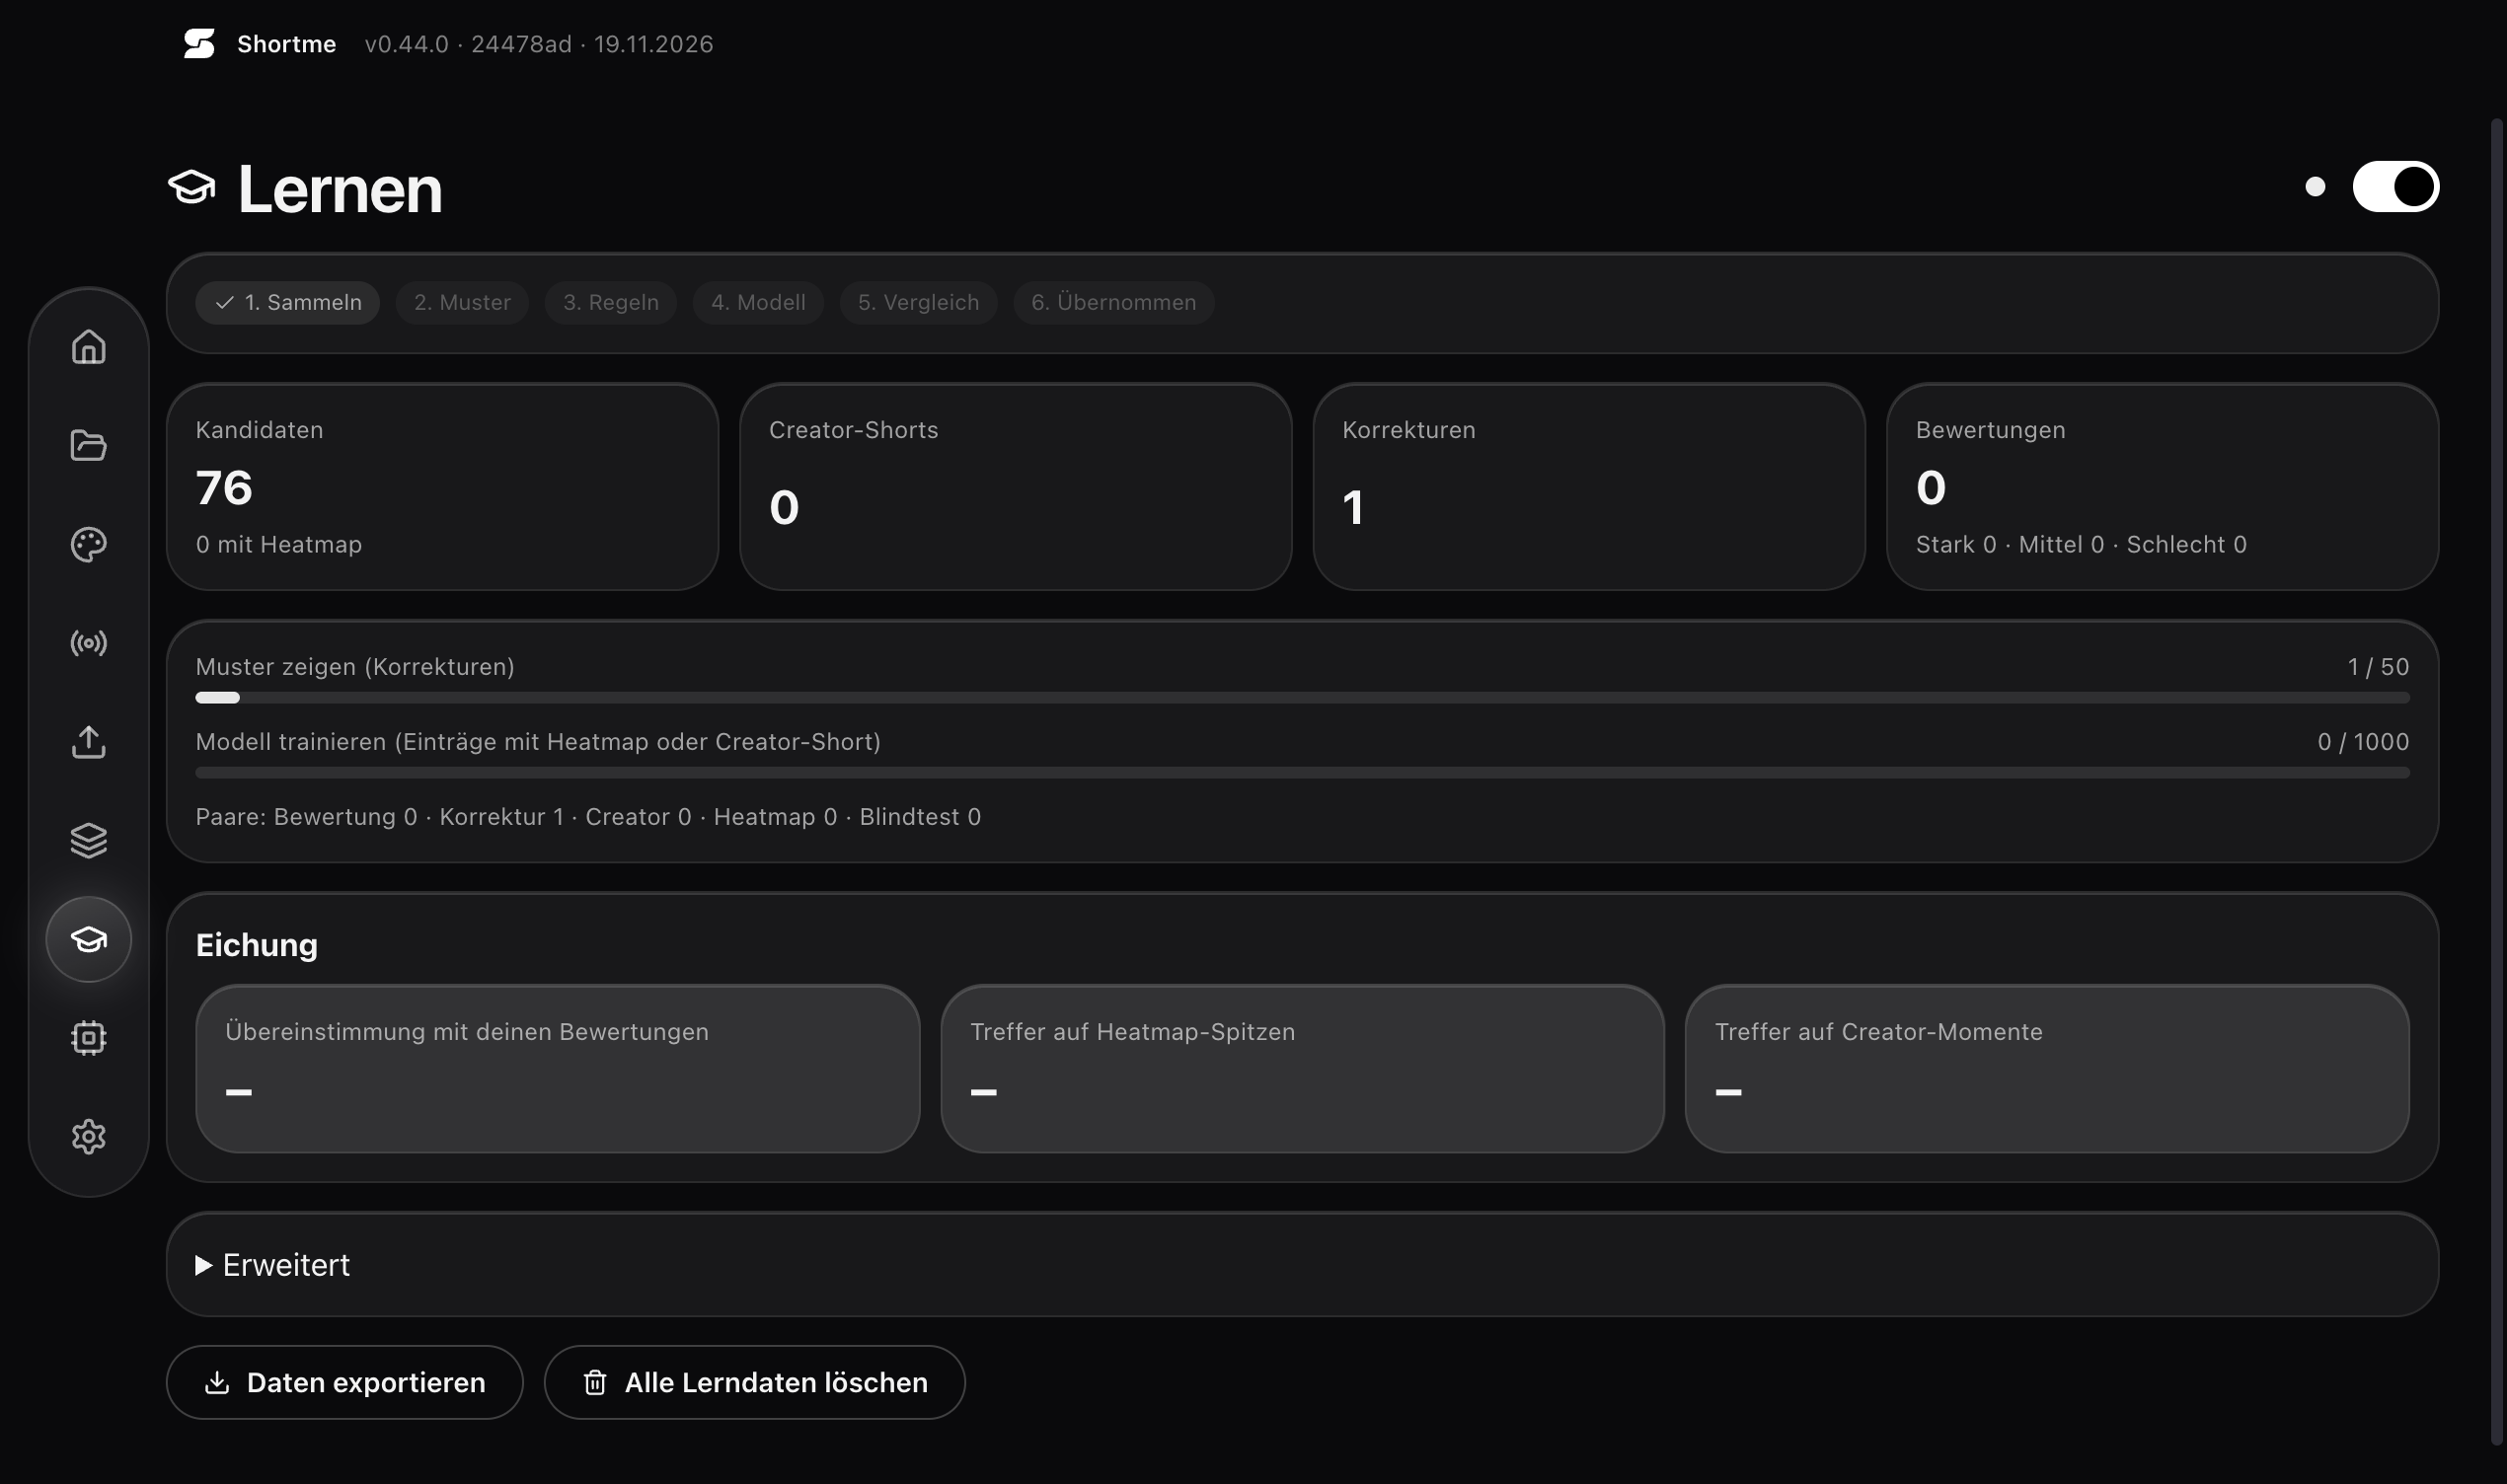 Shortme v0.44.0 · 24478ad · 19.11.2026
Lernen
1. Sammeln 2. Muster 3. Regeln 4. Modell 5. Vergleich 6. Übernommen
Kandidaten
76
0 mit Heatmap
Creator-Shorts
0
Korrekturen
1
Bewertungen
0
Stark 0 · Mittel 0 · Schlecht 0
Muster zeigen (Korrekturen) 1 / 50
Modell trainieren (Einträge mit Heatmap oder Creator-Short) 0 / 1000
Paare: Bewertung 0 · Korrektur 1 · Creator 0 · Heatmap 0 · Blindtest 0
Eichung
Übereinstimmung mit deinen Bewertungen
–
Treffer auf Heatmap-Spitzen
–
Treffer auf Creator-Momente
–
Erweitert
Daten exportieren Alle Lerndaten löschen